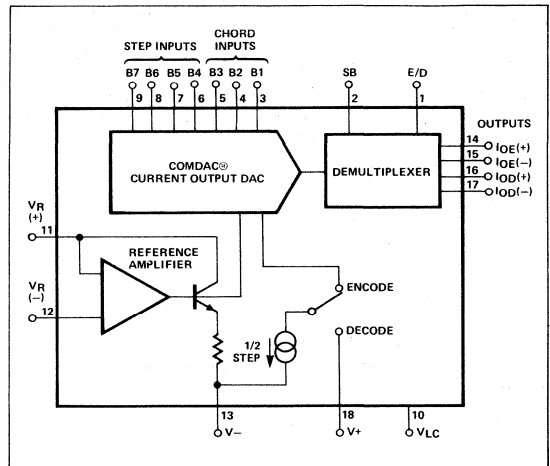 STEP INPUTS
CHORD
INPUTS
B7 B6 B5 B4 B3 B2 B1 SB E/D
9 8 7 6 5 4 3 2 1
OUTPUTS
14 IOE(+)
15 IOE(−)
16 IOD(+)
17 IOD(−)
COMDAC®
CURRENT OUTPUT DAC
DEMULTIPLEXER
VR
(+)
11
REFERENCE
AMPLIFIER
VR
(−)
12
ENCODE
DECODE
1/2
STEP
13 18 10
V− V+ VLC